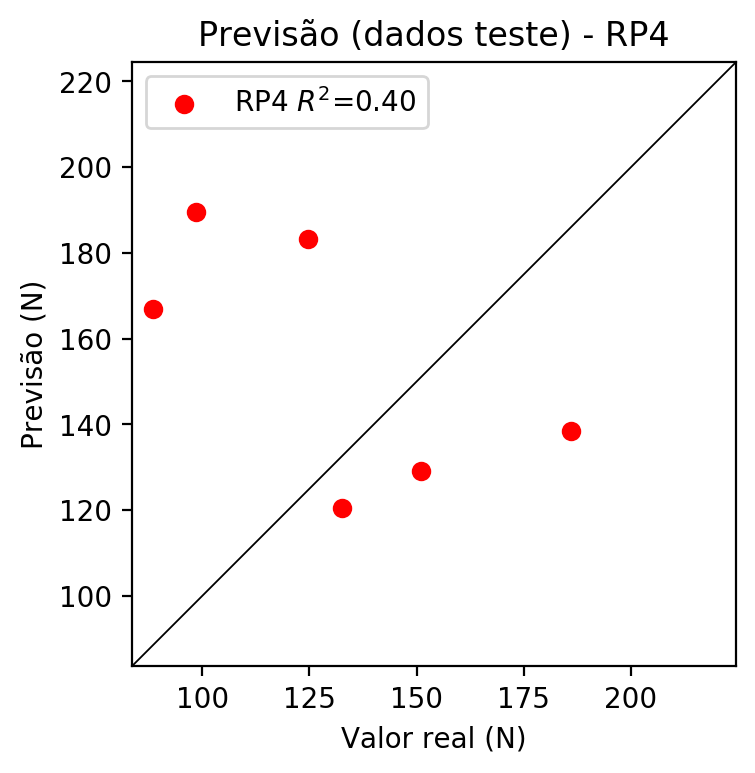 Previsão (dados teste) - RP4
RP4 R²=0.40
220
200
180
160
140
120
100
Previsão (N)
100 125 150 175 200
Valor real (N)